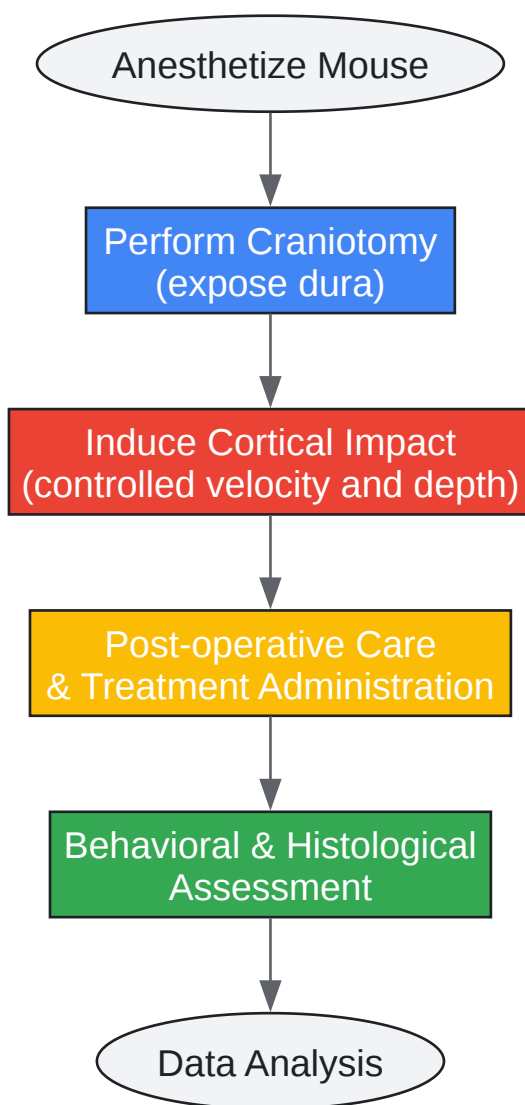 Anesthetize Mouse
Perform Craniotomy
(expose dura)
Induce Cortical Impact
(controlled velocity and depth)
Post-operative Care
& Treatment Administration
Behavioral & Histological
Assessment
Data Analysis